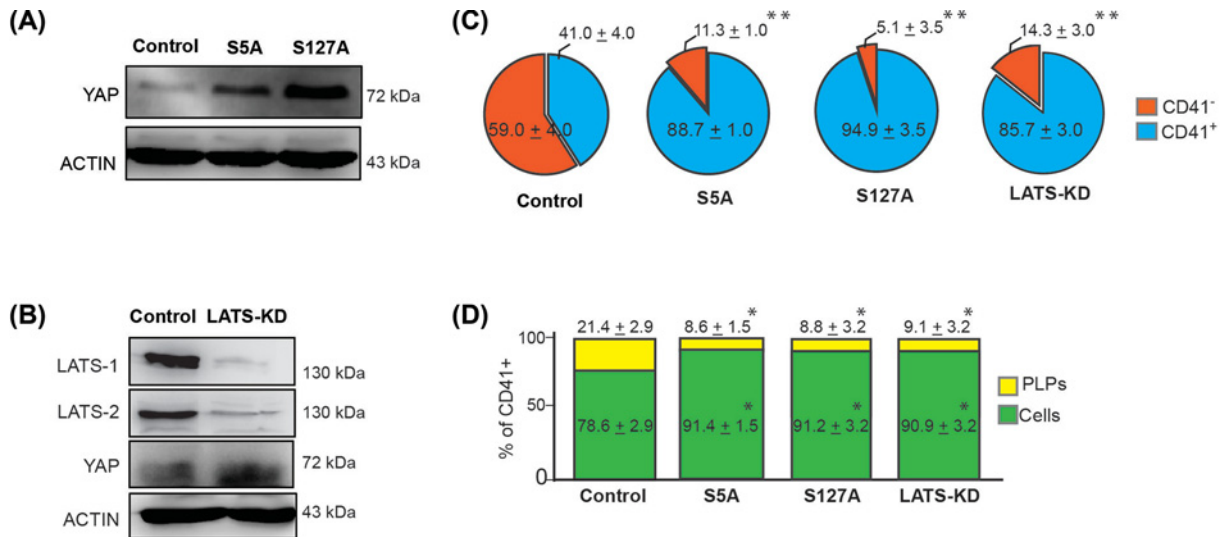 (A)
Control S5A S127A
YAP
72 kDa
ACTIN
43 kDa
(B)
Control LATS-KD
LATS-1
130 kDa
LATS-2
130 kDa
YAP
72 kDa
ACTIN
43 kDa
(C)
41.0 ± 4.0
59.0 ± 4.0
Control
11.3 ± 1.0**
88.7 ± 1.0
S5A
5.1 ± 3.5**
94.9 ± 3.5
S127A
14.3 ± 3.0**
85.7 ± 3.0
LATS-KD
CD41-
CD41+
(D)
% of CD41+
100
50
0
21.4 ± 2.9
78.6 ± 2.9
Control
8.6 ± 1.5*
91.4 ± 1.5*
S5A
8.8 ± 3.2*
91.2 ± 3.2*
S127A
9.1 ± 3.2*
90.9 ± 3.2*
LATS-KD
PLPs
Cells